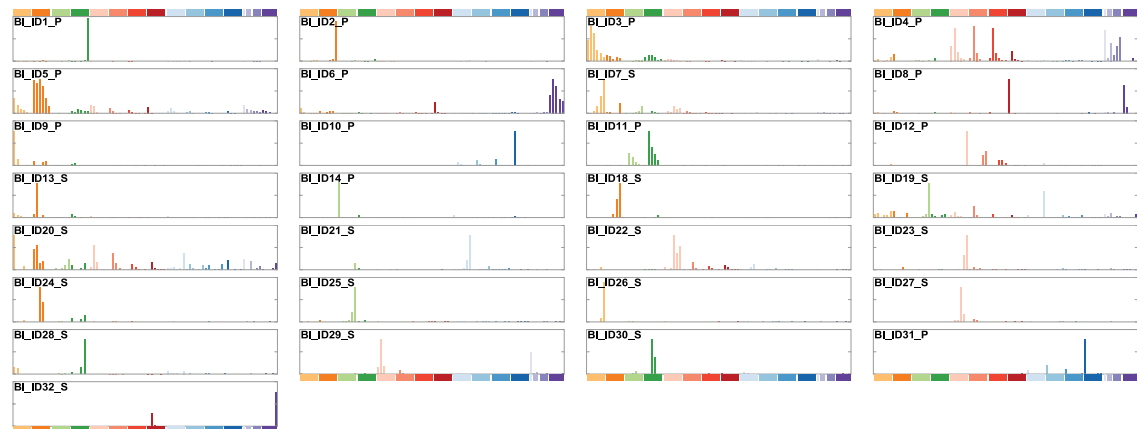 BI_ID1_P
BI_ID2_P
BI_ID3_P
BI_ID4_P
BI_ID5_P
BI_ID6_P
BI_ID7_S
BI_ID8_P
BI_ID9_P
BI_ID10_P
BI_ID11_P
BI_ID12_P
BI_ID13_S
BI_ID14_P
BI_ID18_S
BI_ID19_S
BI_ID20_S
BI_ID21_S
BI_ID22_S
BI_ID23_S
BI_ID24_S
BI_ID25_S
BI_ID26_S
BI_ID27_S
BI_ID28_S
BI_ID29_S
BI_ID30_S
BI_ID31_P
BI_ID32_S